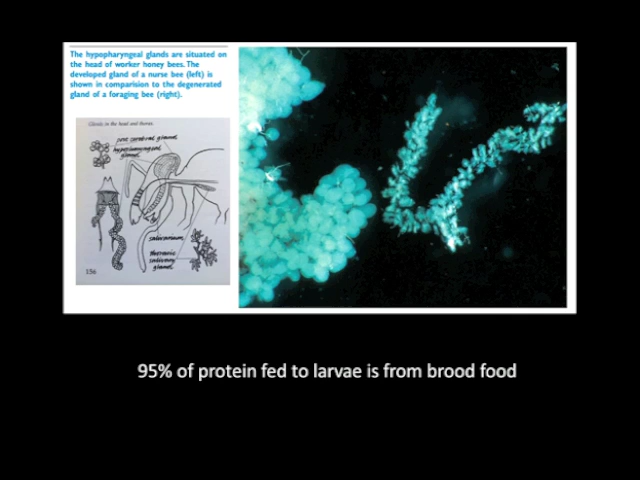 The hypopharyngeal glands are situated on
the head of worker honey bees. The
developed gland of a nurse bee (left) is
shown in comparision to the degenerated
gland of a foraging bee (right).
Glands in the head and thorax.
post cerebral glands
hypopharyngeal
gland
salivarium
thoracic
salivary
gland
156
95% of protein fed to larvae is from brood food